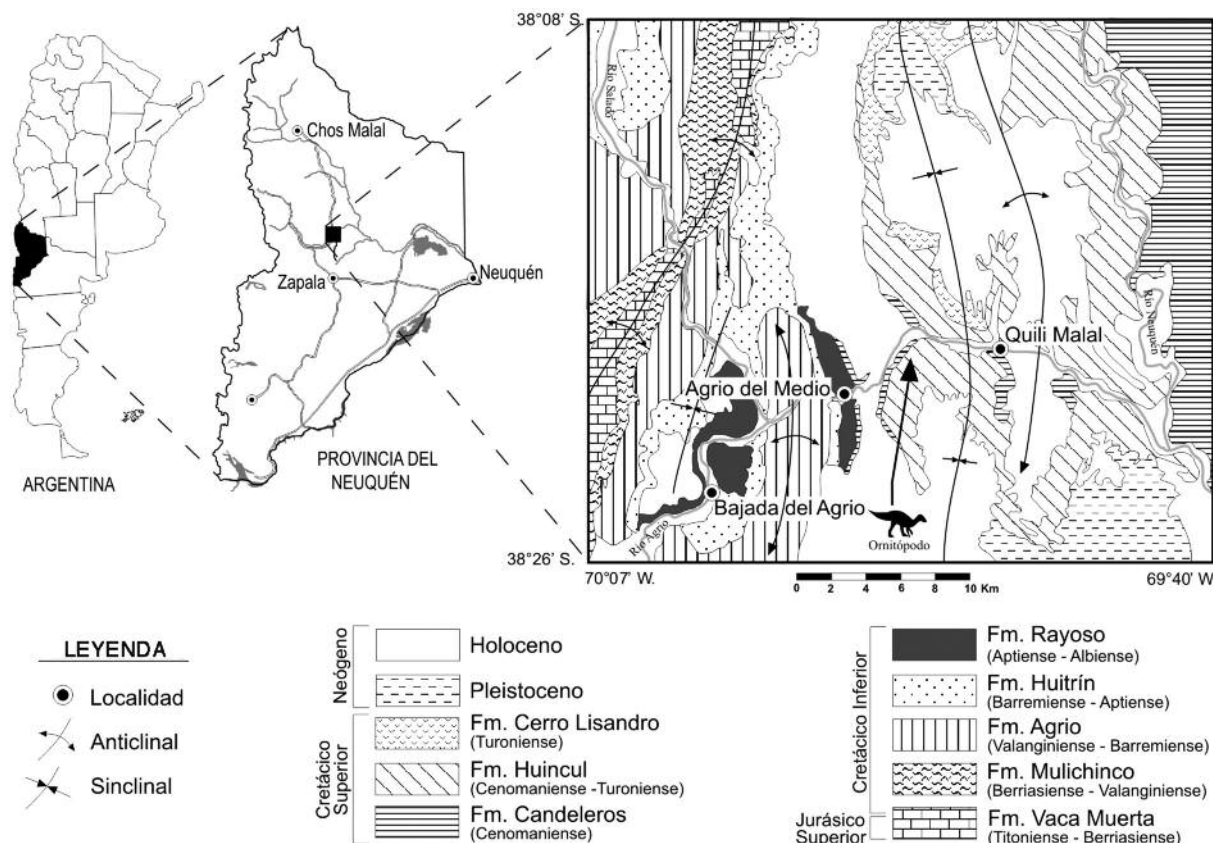 38°08' S.
Río Salado
Chos Malal
Zapala
Neuquén
Quili Malal
Río Neuquén
Agrio del Medio
Bajada del Agrio
Río Agrio
Ornitópodo
ARGENTINA
PROVINCIA DEL
NEUQUÉN
38°26' S.
70°07' W.
69°40' W.
0 2 4 6 8 10 Km
LEYENDA
Localidad
Anticlinal
Sinclinal
Neógeno
Holoceno
Pleistoceno
Cretácico
Superior
Fm. Cerro Lisandro
(Turoniense)
Fm. Huincul
(Cenomaniense -Turoniense)
Fm. Candeleros
(Cenomaniense)
Cretácico Inferior
Fm. Rayoso
(Aptiense - Albiense)
Fm. Huitrín
(Barremiense - Aptiense)
Fm. Agrio
(Valanginiense - Barremiense)
Fm. Mulichinco
(Berriasiense - Valanginiense)
Jurásico
Superior
Fm. Vaca Muerta
(Titoniense - Berriasiense)